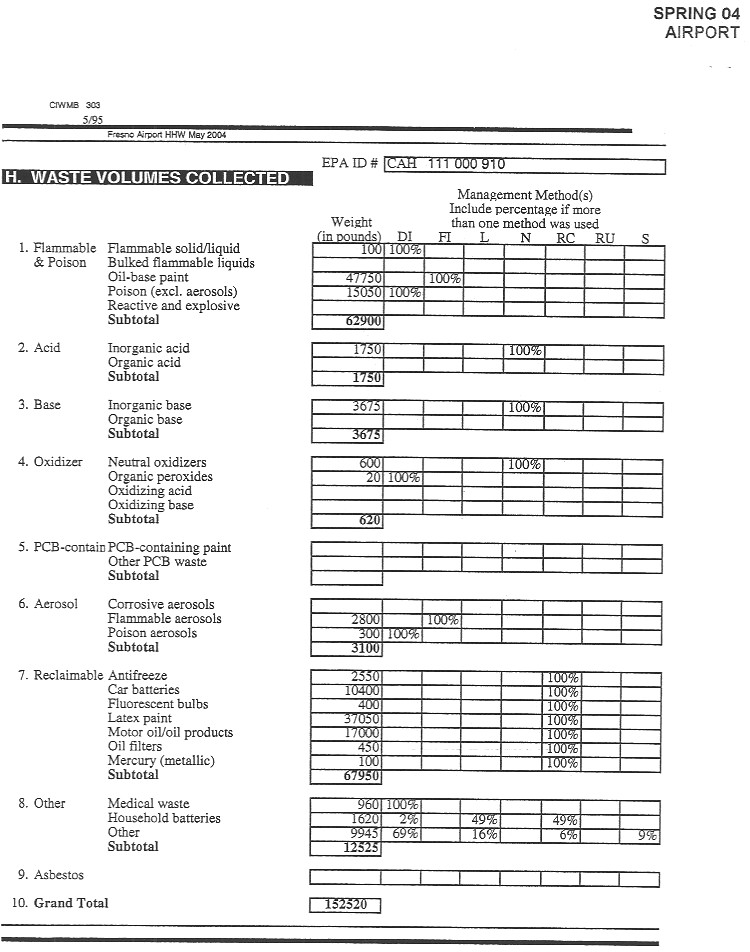 SPRING 04
AIRPORT
CIWMB 303
5/95
Fresno Airport HHW May 2004
EPA ID # CAH 111 000 910
H. WASTE VOLUMES COLLECTED
Management Method(s)
Include percentage if more
than one method was used
Weight
(in pounds) DI FI L N RC RU S
1. Flammable Flammable solid/liquid 100 100%
& Poison Bulked flammable liquids
Oil-base paint 47750 100%
Poison (excl. aerosols) 15050 100%
Reactive and explosive
Subtotal 62900
2. Acid Inorganic acid 1750 100%
Organic acid
Subtotal 1750
3. Base Inorganic base 3675 100%
Organic base
Subtotal 3675
4. Oxidizer Neutral oxidizers 600 100%
Organic peroxides 20 100%
Oxidizing acid
Oxidizing base
Subtotal 620
5. PCB-contain PCB-containing paint
Other PCB waste
Subtotal
6. Aerosol Corrosive aerosols
Flammable aerosols 2800 100%
Poison aerosols 300 100%
Subtotal 3100
7. Reclaimable Antifreeze 2550 100%
Car batteries 10400 100%
Fluorescent bulbs 400 100%
Latex paint 37050 100%
Motor oil/oil products 17000 100%
Oil filters 450 100%
Mercury (metallic) 100 100%
Subtotal 67950
8. Other Medical waste 960 100%
Household batteries 1620 2% 49% 49%
Other 9945 69% 16% 6% 9%
Subtotal 12525
9. Asbestos
10. Grand Total 152520